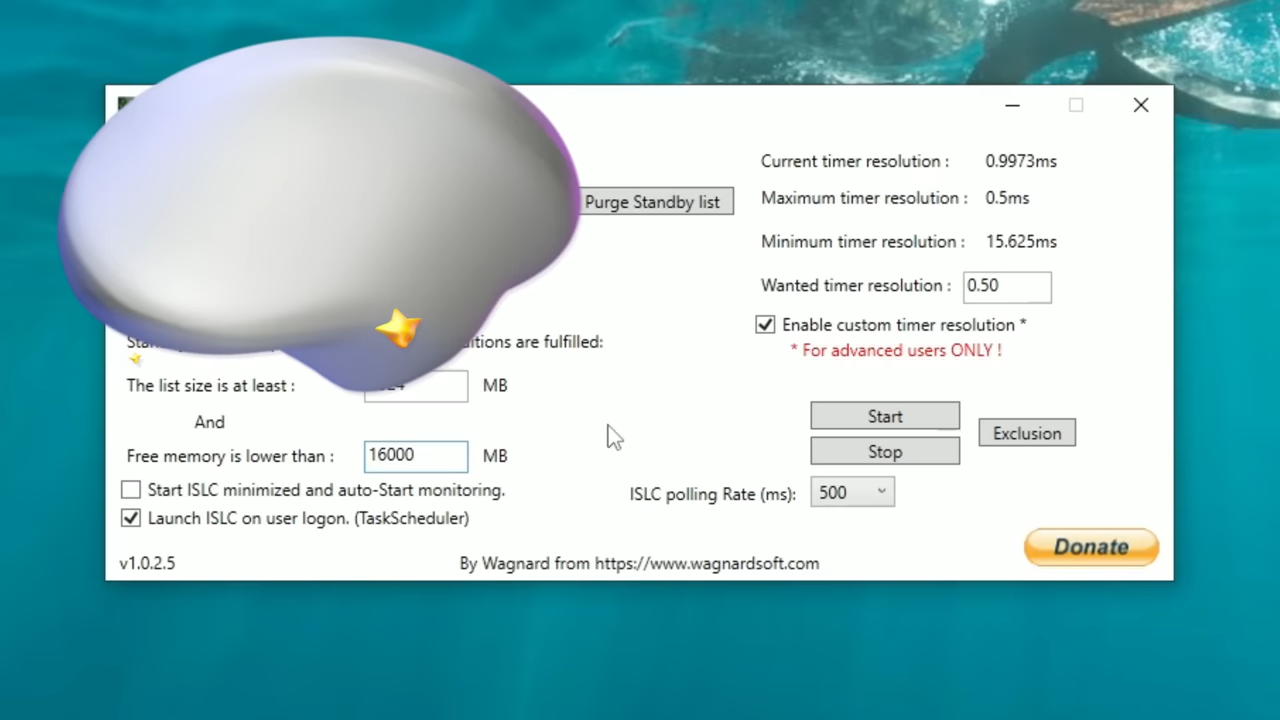 Current timer resolution : 0.9973ms
Purge Standby list
Maximum timer resolution : 0.5ms
Minimum timer resolution : 15.625ms
Wanted timer resolution : 0.50
Enable custom timer resolution *
* For advanced users ONLY !
are fulfilled:
The list size is at least : MB
And
Free memory is lower than : 16000 MB
Start ISLC minimized and auto-Start monitoring.
Launch ISLC on user logon. (TaskScheduler)
Start
Stop
Exclusion
ISLC polling Rate (ms): 500
Donate
v1.0.2.5
By Wagnard from https://www.wagnardsoft.com